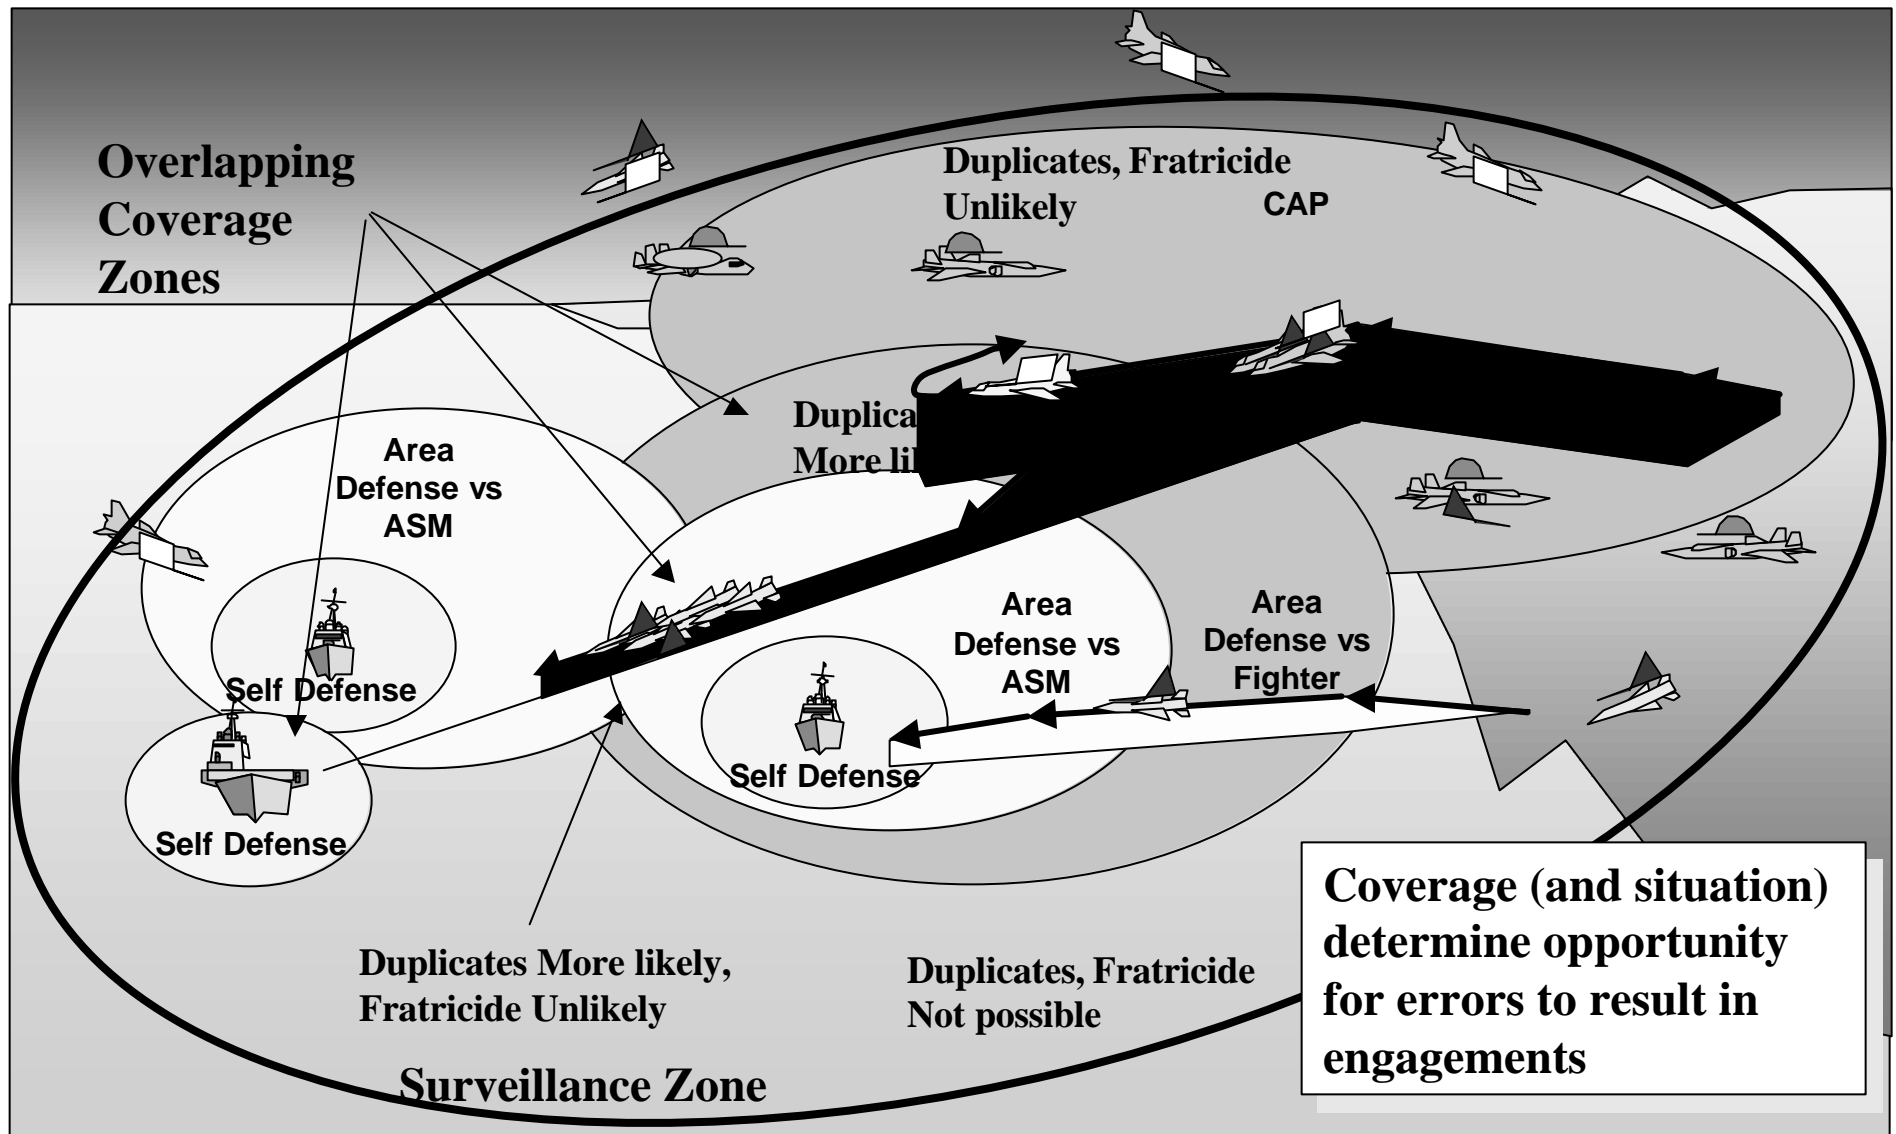 Overlapping
Coverage
Zones
Duplicates, Fratricide
Unlikely
CAP
Duplica
More li
Area
Defense vs
ASM
Self Defense
Self Defense
Area
Defense vs
ASM
Area
Defense vs
Fighter
Self Defense
Duplicates More likely,
Fratricide Unlikely
Duplicates, Fratricide
Not possible
Surveillance Zone
Coverage (and situation)
determine opportunity
for errors to result in
engagements